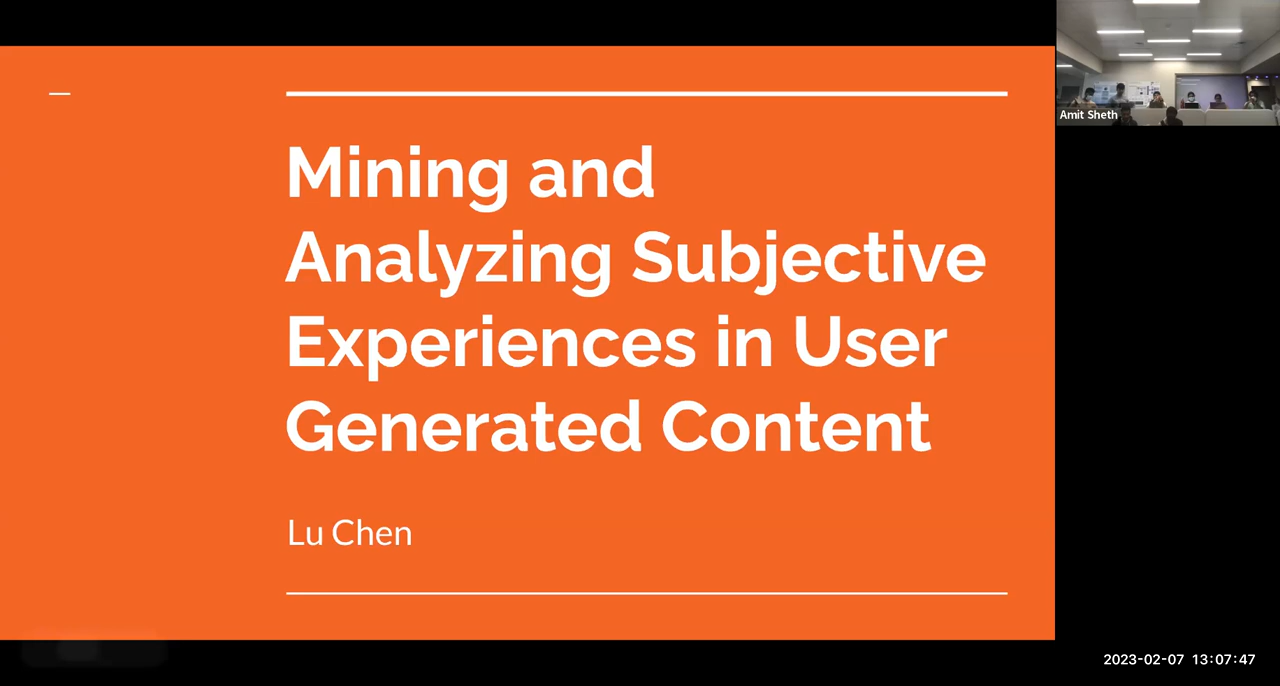 Mining and
Analyzing Subjective
Experiences in User
Generated Content
Lu Chen
Amit Sheth
2023-02-07 13:07:47